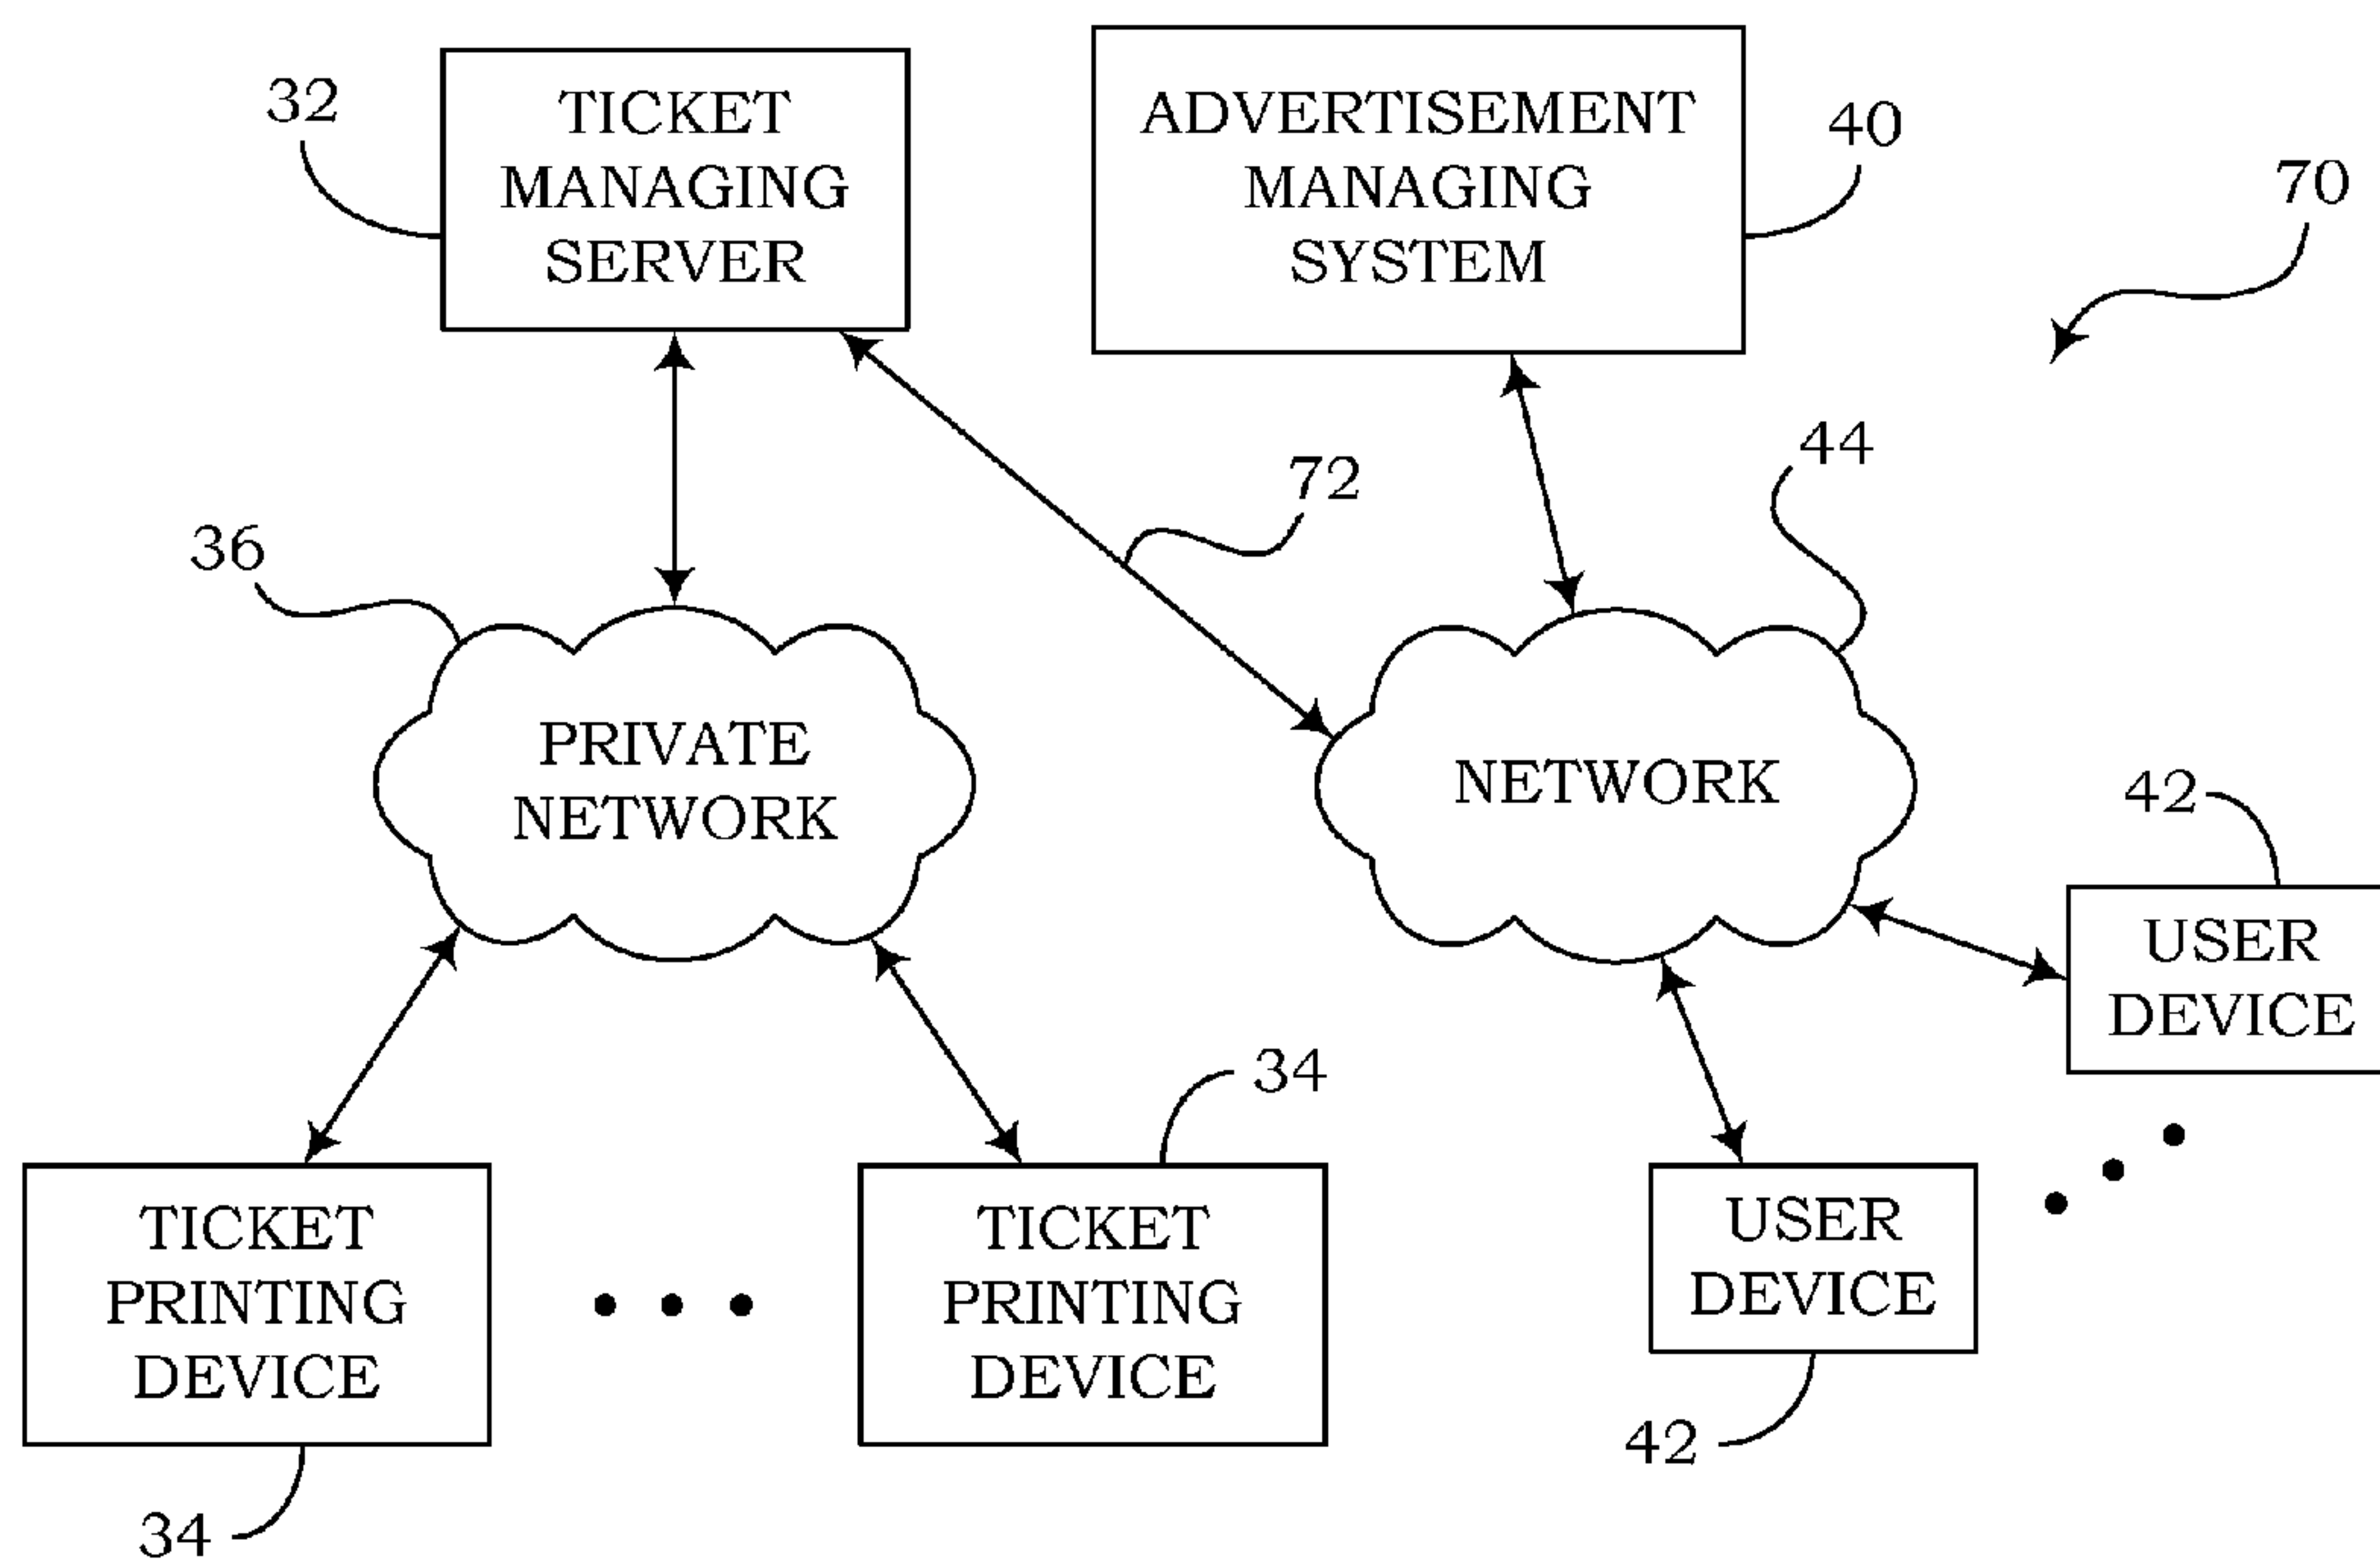 32
TICKET
MANAGING
SERVER
ADVERTISEMENT
MANAGING
SYSTEM
40
70
36
72
44
PRIVATE
NETWORK
NETWORK
42
USER
DEVICE
34
TICKET
PRINTING
DEVICE
TICKET
PRINTING
DEVICE
USER
DEVICE
42
34